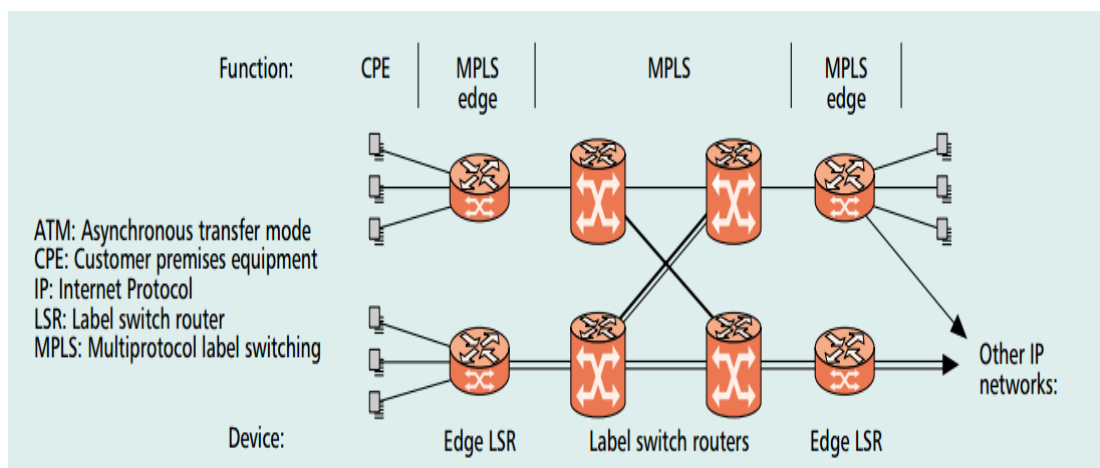 Function:
CPE
MPLS
edge
MPLS
MPLS
edge
ATM: Asynchronous transfer mode
CPE: Customer premises equipment
IP: Internet Protocol
LSR: Label switch router
MPLS: Multiprotocol label switching
Other IP
networks:
Device:
Edge LSR
Label switch routers
Edge LSR